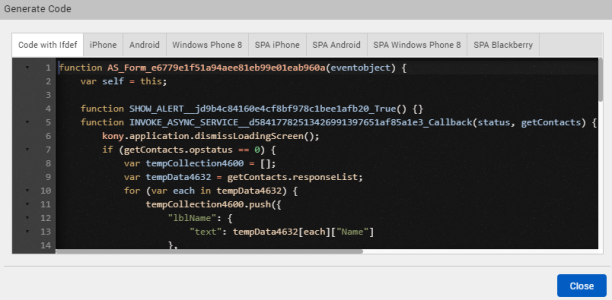 Generate Code
Code with Ifdef iPhone Android Windows Phone 8 SPA iPhone SPA Android SPA Windows Phone 8 SPA Blackberry
1 function AS_Form_e6779e1f51a94aee81eb99e01eab960a(eventobject) {
2 var self = this;
3
4 function SHOW_ALERT__jd9b4c84160e4cf8bf978c1bee1afb20_True() {}
5 function INVOKE_ASYNC_SERVICE__d58417782513426991397651af85a1e3_Callback(status, getContacts) {
6 kony.application.dismissLoadingScreen();
7 if (getContacts.opstatus == 0) {
8 var tempCollection4600 = [];
9 var tempData4632 = getContacts.responseList;
10 for (var each in tempData4632) {
11 tempCollection4600.push({
12 "lblName": {
13 "text": tempData4632[each]["Name"]
14 },
Close